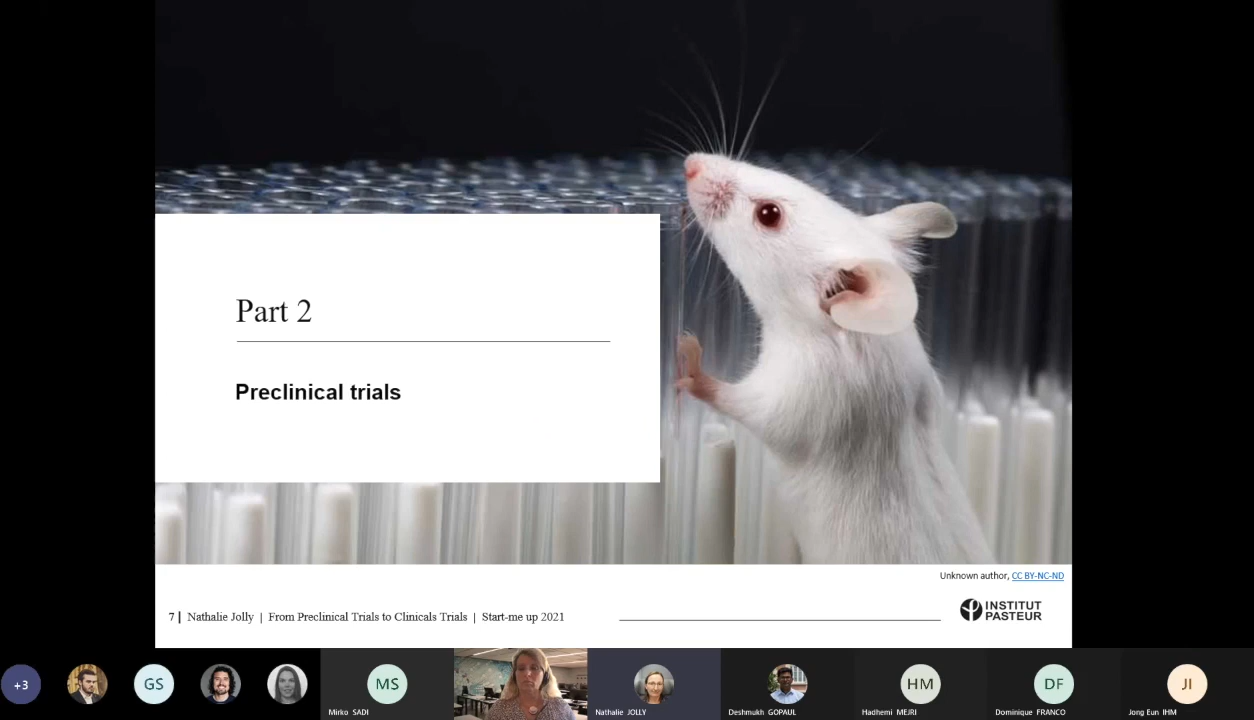 Part 2
Preclinical trials
Unknown author, CC BY-NC-ND
7 | Nathalie Jolly | From Preclinical Trials to Clinicals Trials | Start-me up 2021
INSTITUT
PASTEUR
+3
GS
MS
HM
DF
JI
Mirko SADI
Nathalie JOLLY
Deshmukh GOPAUL
Hadhemi MEJRI
Dominique FRANCO
Jong Eun IHM